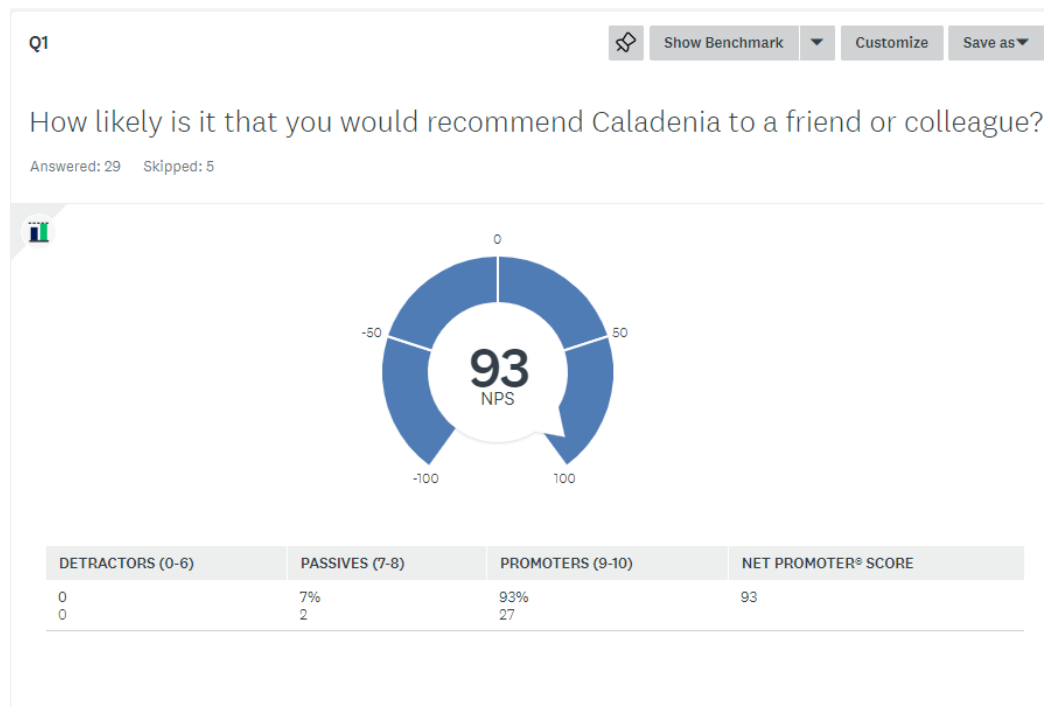 Q1
Show Benchmark
Customize
Save as
How likely is it that you would recommend Caladenia to a friend or colleague?
Answered: 29 Skipped: 5
0
-50
50
93
NPS
-100
100
DETRACTORS (0-6) PASSIVES (7-8) PROMOTERS (9-10) NET PROMOTER® SCORE
0 7% 93% 93
0 2 27